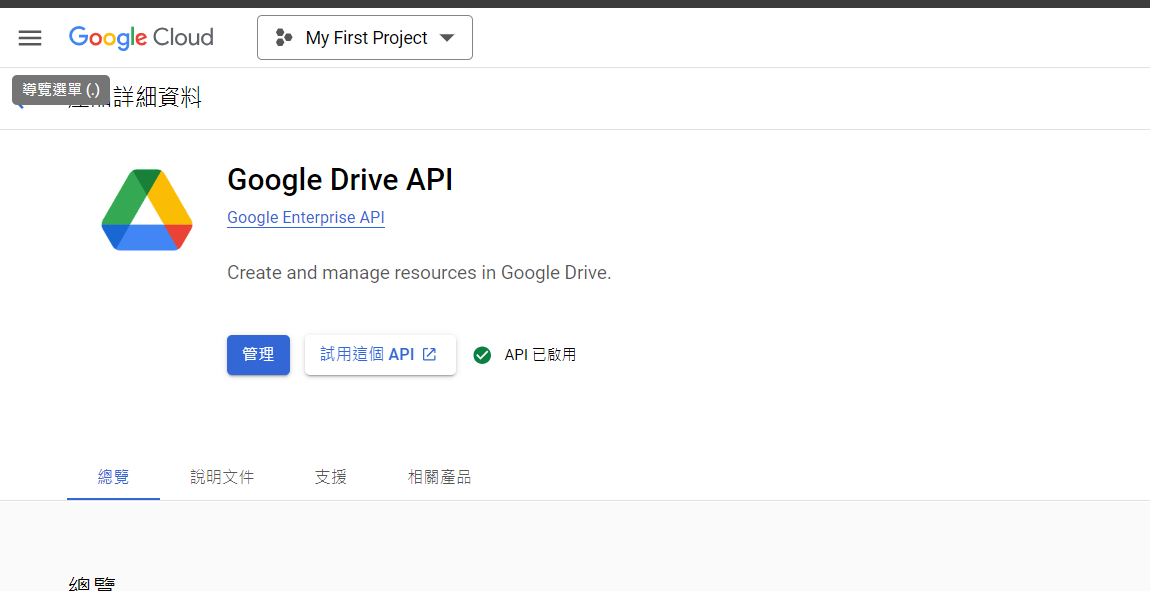 Google Cloud
My First Project
導覽選單 (.)
產品詳細資料
Google Drive API
Google Enterprise API
Create and manage resources in Google Drive.
管理
試用這個 API
API 已啟用
總覽
說明文件
支援
相關產品
總覽